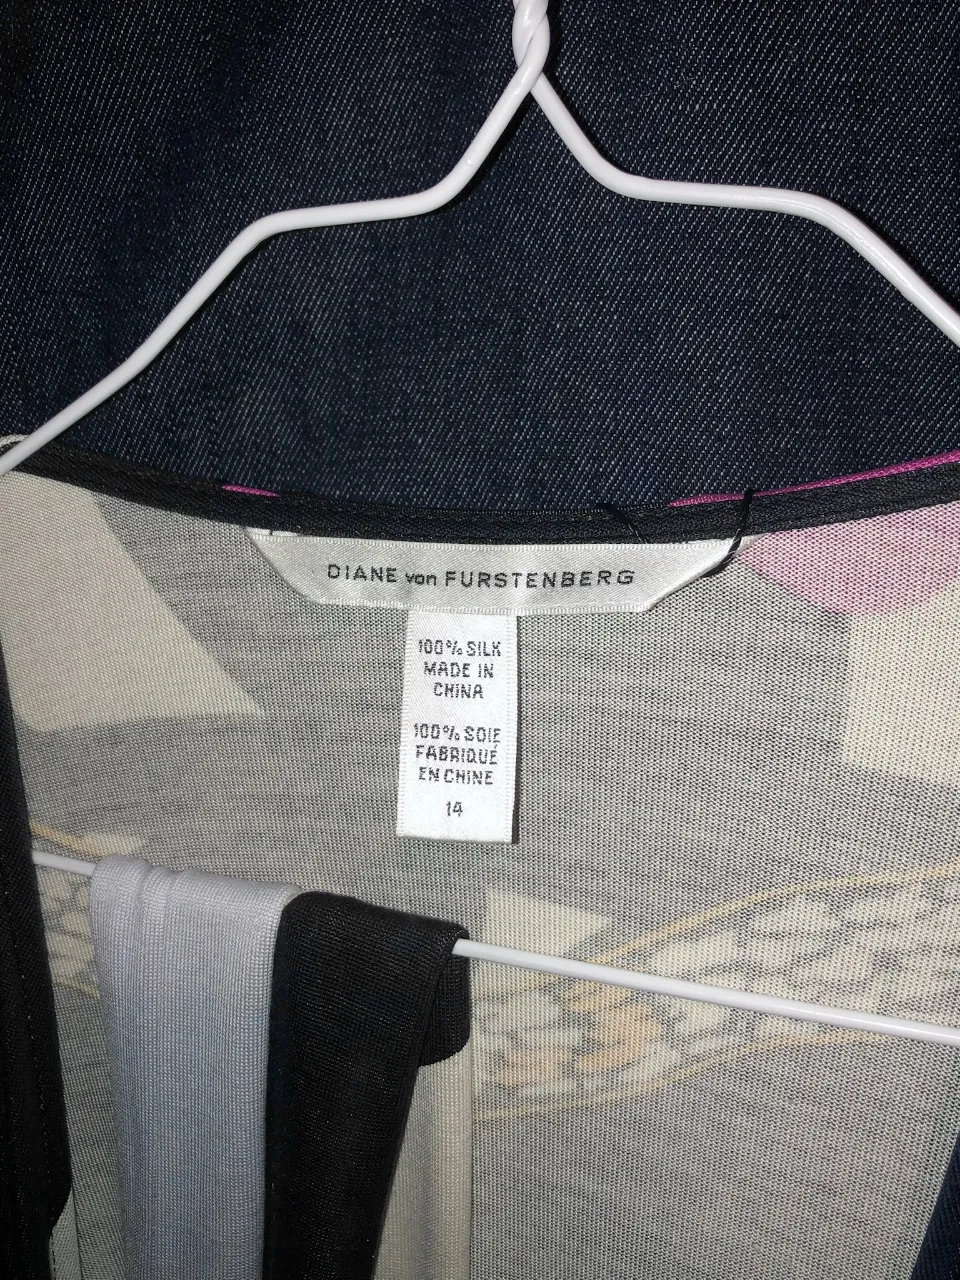 DIANE von FURSTENBERG
100% SILK
MADE IN
CHINA
100% SOIE
FABRIQUÉ
EN CHINE
14